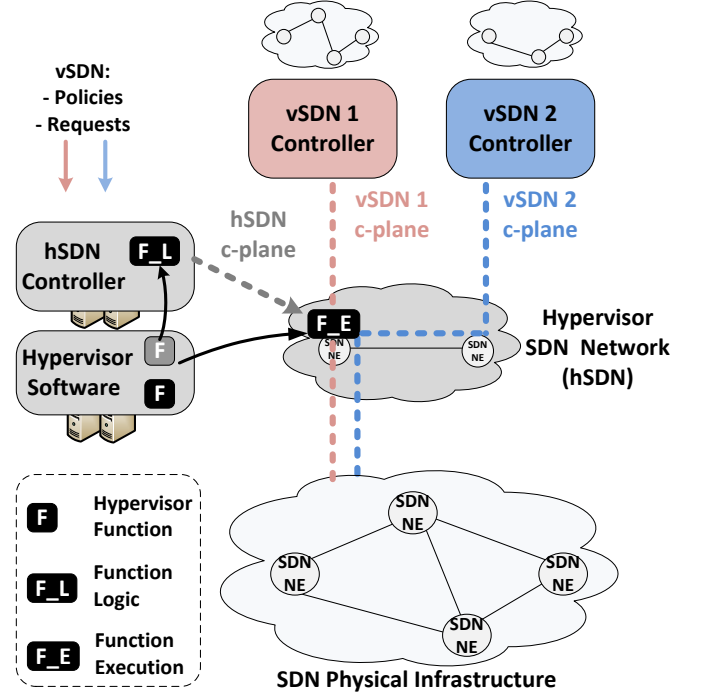 vSDN:
- Policies
- Requests
vSDN 1
Controller
vSDN 2
Controller
hSDN
c-plane
vSDN 1
c-plane
vSDN 2
c-plane
hSDN
Controller
F_L
Hypervisor
Software
F
F
F_E
SDN
NE
SDN
NE
Hypervisor
SDN Network
(hSDN)
F
Hypervisor
Function
F_L
Function
Logic
F_E
Function
Execution
SDN
NE
SDN
NE
SDN
NE
SDN
NE
SDN Physical Infrastructure